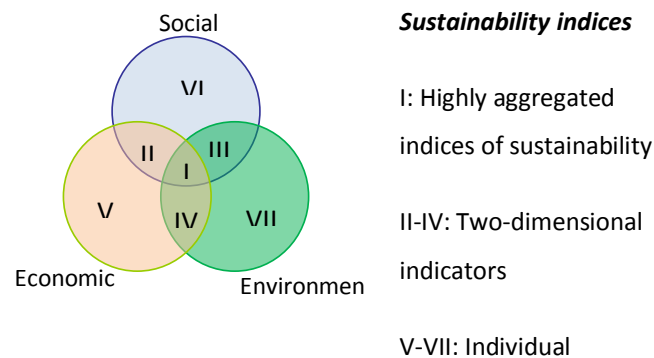 Social
Sustainability indices
VI
I: Highly aggregated
II
III
indices of sustainability
I
V
IV
VII
II-IV: Two-dimensional
Economic
Environmen
indicators
V-VII: Individual